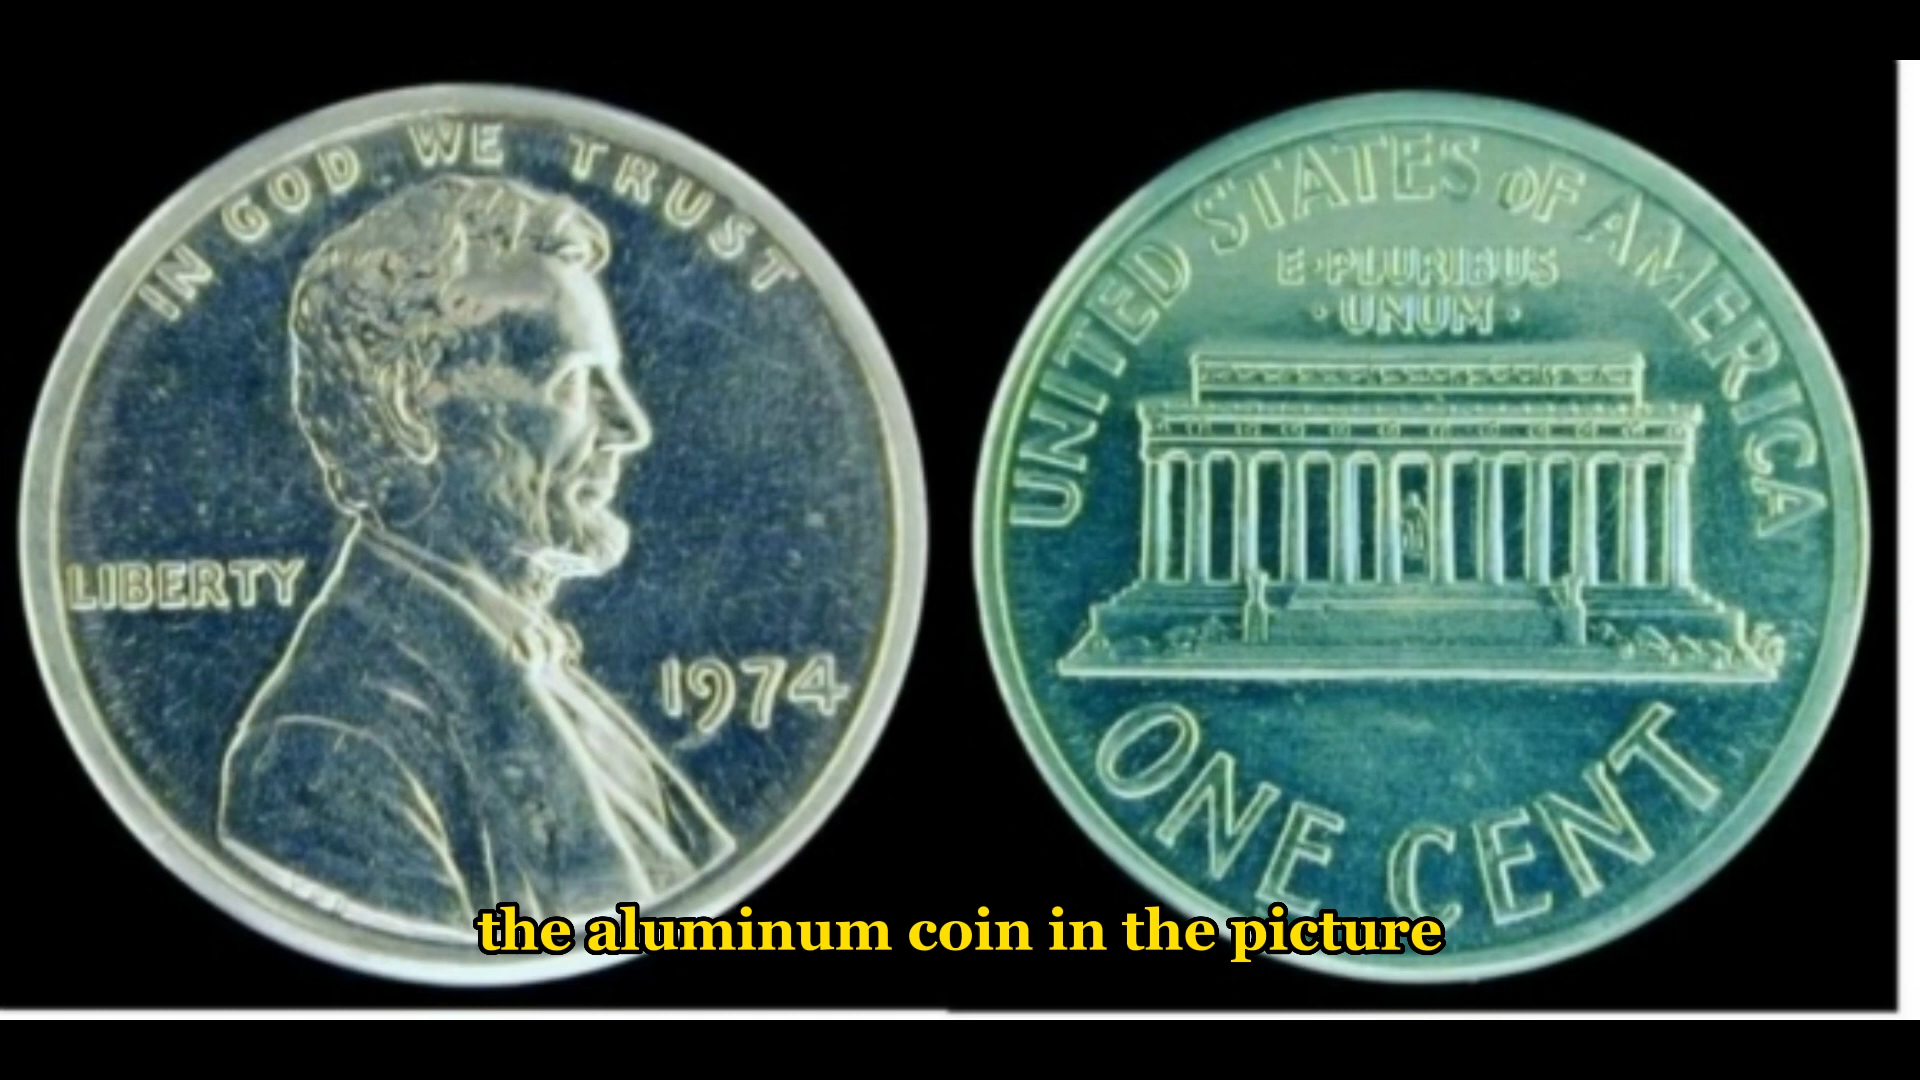 IN GOD WE TRUST
LIBERTY
1974
UNITED STATES OF AMERICA
E·PLURIBUS
·UNUM·
ONE CENT
the aluminum coin in the picture